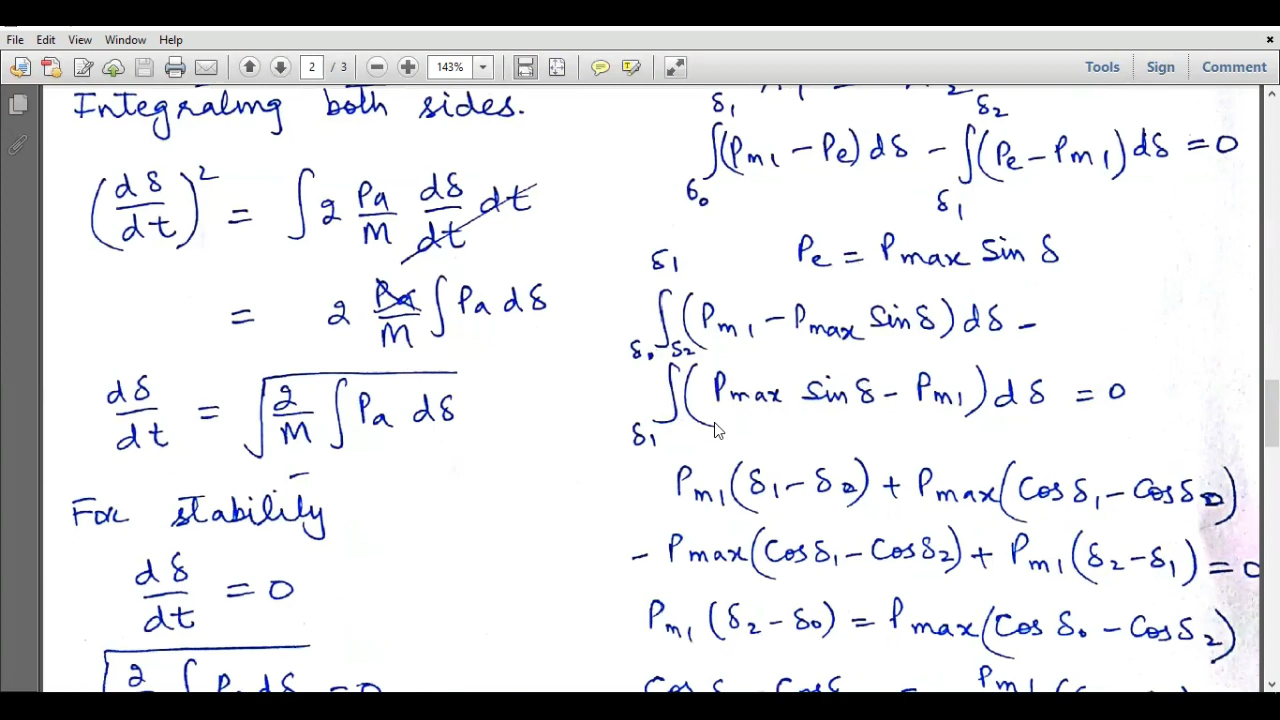 File Edit View Window Help
2 / 3 143% Tools Sign Comment
Integraling both sides.
(dδ/dt)² = ∫ 2 Pa/M dδ/dt dt
= 2 Pa/M ∫ Pa dδ
dδ/dt = √(2/M ∫ Pa dδ)
For stability
dδ/dt = 0
∫(Pm1 − Pe) dδ − ∫(Pe − Pm1) dδ = 0
δ1 δ0 δ2 δ1
Pe = Pmax Sin δ
δ1
∫(Pm1 − Pmax Sin δ) dδ −
δ0 δ2
∫(Pmax sin δ − Pm1) dδ = 0
δ1
Pm1 (δ1 − δ0) + Pmax (Cos δ1 − Cos δ0)
− Pmax (Cos δ1 − Cos δ2) + Pm1 (δ2 − δ1) = 0
Pm1 (δ2 − δ0) = Pmax (Cos δ0 − Cos δ2)